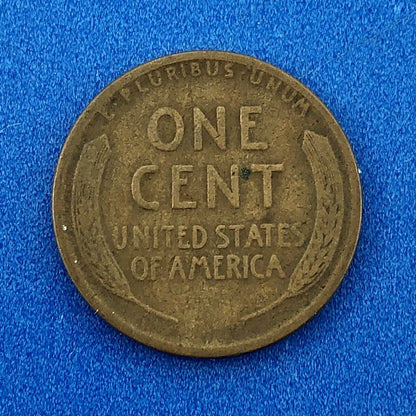 E·PLURIBUS·UNUM
ONE
CENT
UNITED STATES
OF AMERICA